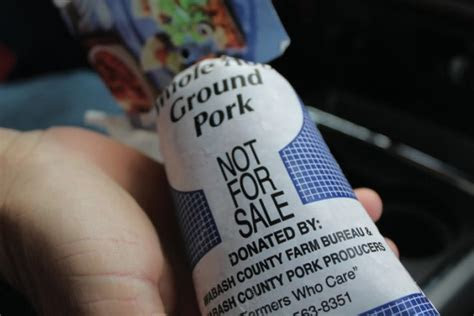 Ground
Pork
NOT
FOR
SALE
DONATED BY:
WABASH COUNTY FARM BUREAU &
WABASH COUNTY PORK PRODUCERS
"Farmers Who Care"
563-8351